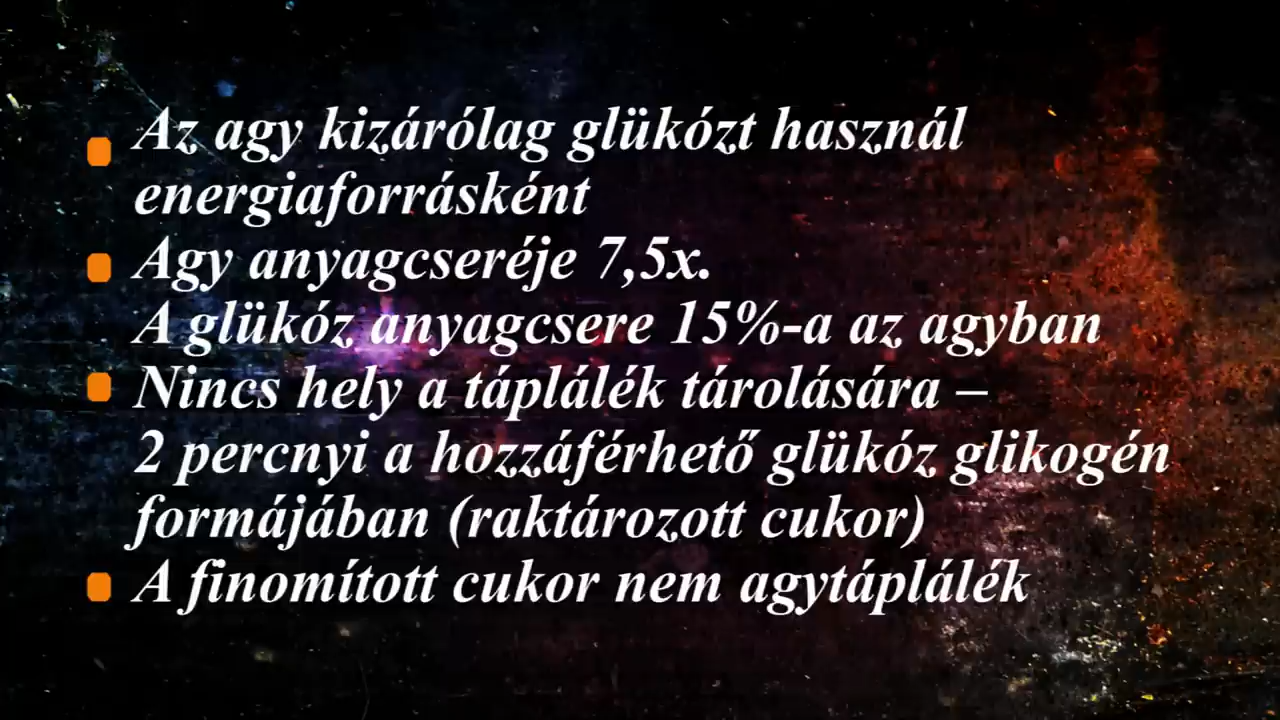 Az agy kizárólag glükózt használ
energiaforrásként
Agy anyagcseréje 7,5x.
A glükóz anyagcsere 15%-a az agyban
Nincs hely a táplálék tárolására –
2 percnyi a hozzáférhető glükóz glikogén
formájában (raktározott cukor)
A finomított cukor nem agytáplálék